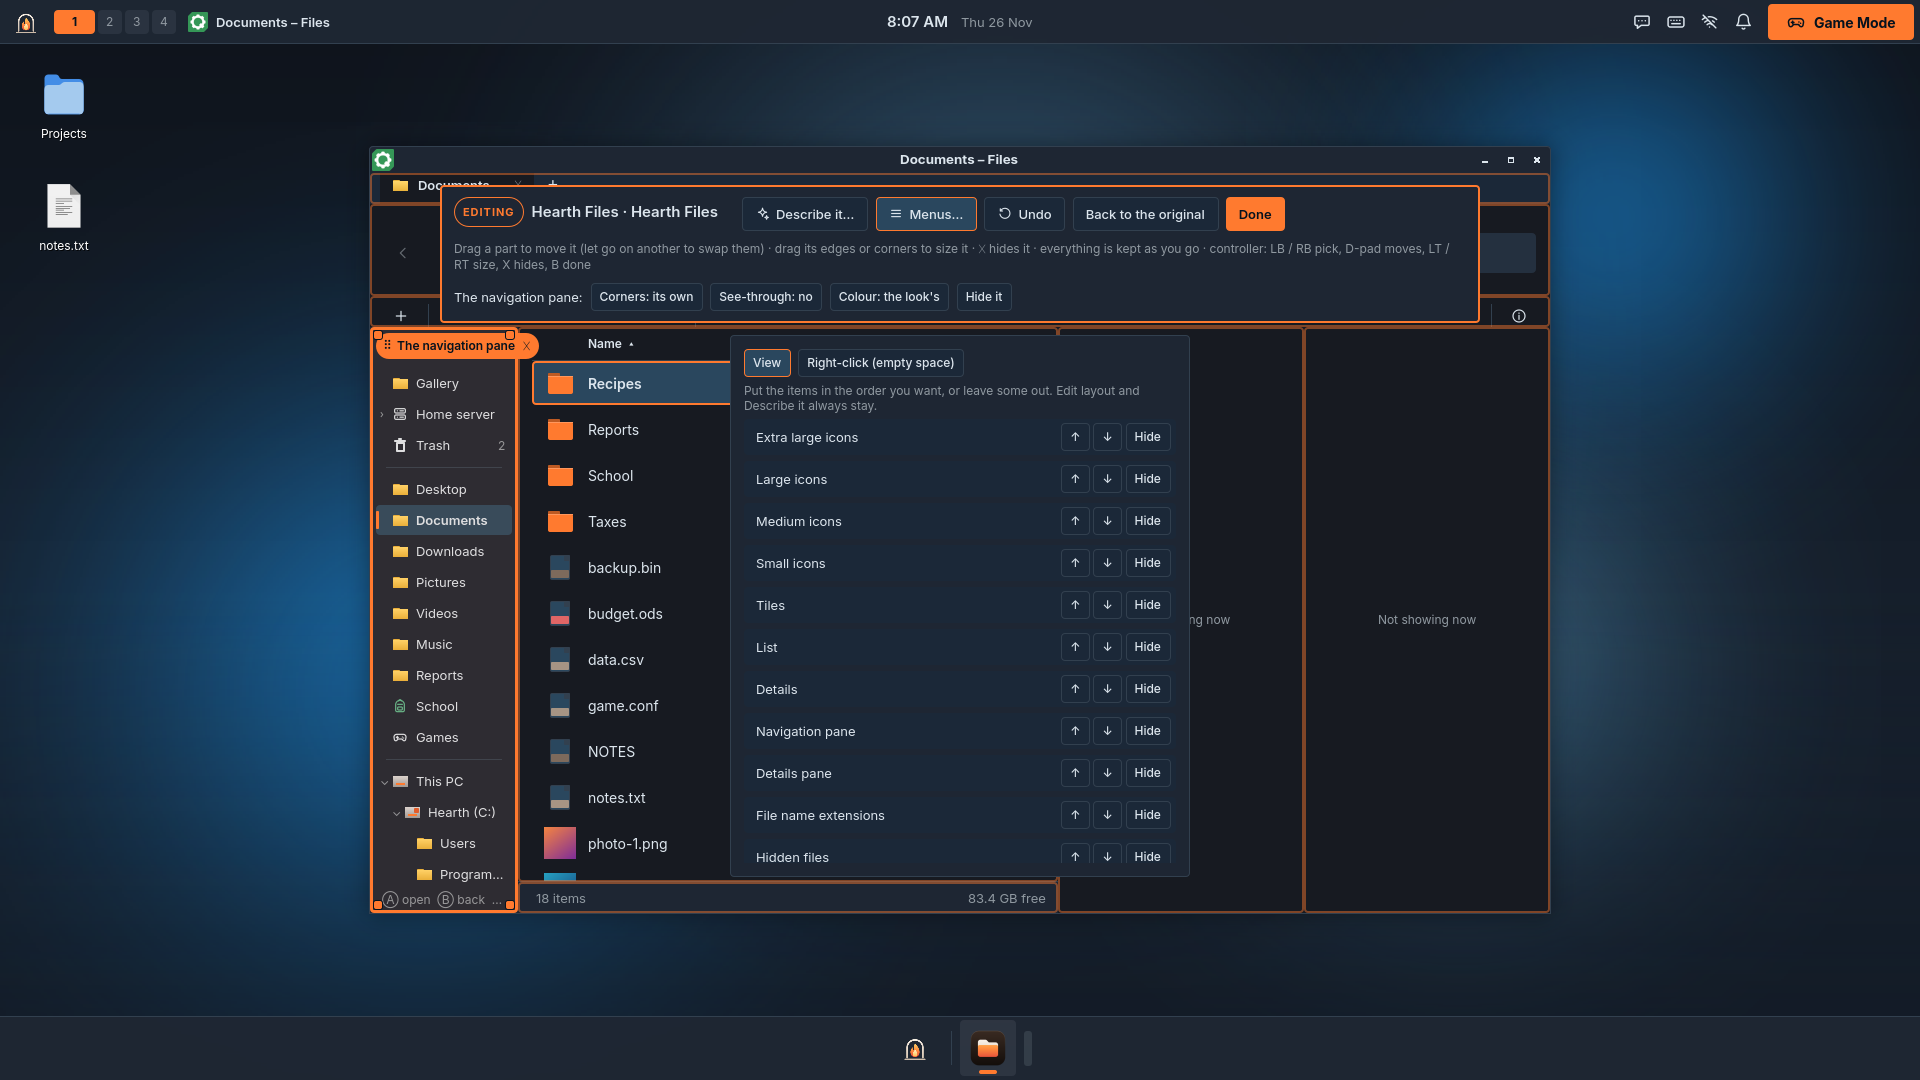 1 2 3 4 Documents – Files 8:07 AM Thu 26 Nov Game Mode
Projects
notes.txt
Documents – Files
Documents
EDITING Hearth Files · Hearth Files Describe it... Menus... Undo Back to the original Done
Drag a part to move it (let go on another to swap them) · drag its edges or corners to size it · X hides it · everything is kept as you go · controller: LB / RB pick, D-pad moves, LT /
RT size, X hides, B done
The navigation pane: Corners: its own See-through: no Colour: the look's Hide it
The navigation pane X
Gallery
Home server
Trash 2
Desktop
Documents
Downloads
Pictures
Videos
Music
Reports
School
Games
This PC
Hearth (C:)
Users
Program...
A open B back ...
Name
Recipes
Reports
School
Taxes
backup.bin
budget.ods
data.csv
game.conf
NOTES
notes.txt
photo-1.png
18 items 83.4 GB free
View Right-click (empty space)
Put the items in the order you want, or leave some out. Edit layout and
Describe it always stay.
Extra large icons ↑ ↓ Hide
Large icons ↑ ↓ Hide
Medium icons ↑ ↓ Hide
Small icons ↑ ↓ Hide
Tiles ↑ ↓ Hide
List ↑ ↓ Hide
Details ↑ ↓ Hide
Navigation pane ↑ ↓ Hide
Details pane ↑ ↓ Hide
File name extensions ↑ ↓ Hide
Hidden files ↑ ↓ Hide
ng now
Not showing now